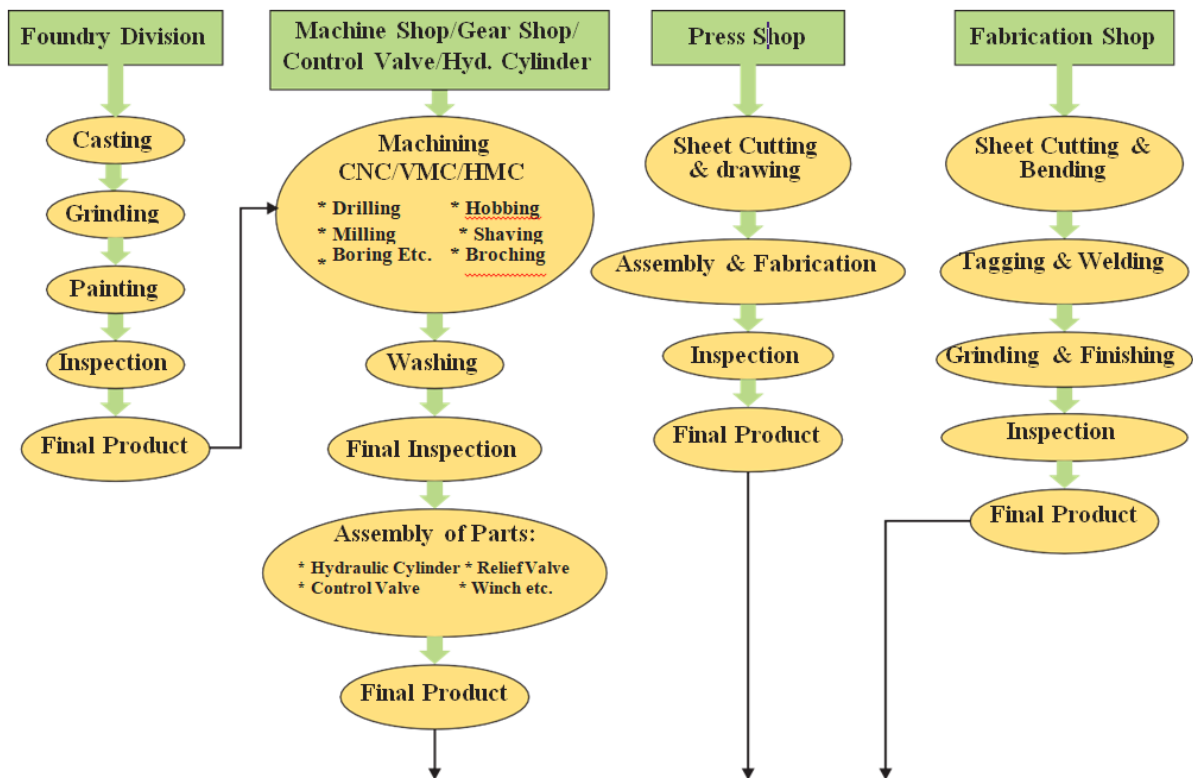 Foundry Division
Casting
Grinding
Painting
Inspection
Final Product
Machine Shop/Gear Shop/
Control Valve/Hyd. Cylinder
Machining
CNC/VMC/HMC
* Drilling * Hobbing
* Milling * Shaving
* Boring Etc. * Broching
Washing
Final Inspection
Assembly of Parts:
* Hydraulic Cylinder * Relief Valve
* Control Valve * Winch etc.
Final Product
Press Shop
Sheet Cutting
& drawing
Assembly & Fabrication
Inspection
Final Product
Fabrication Shop
Sheet Cutting &
Bending
Tagging & Welding
Grinding & Finishing
Inspection
Final Product